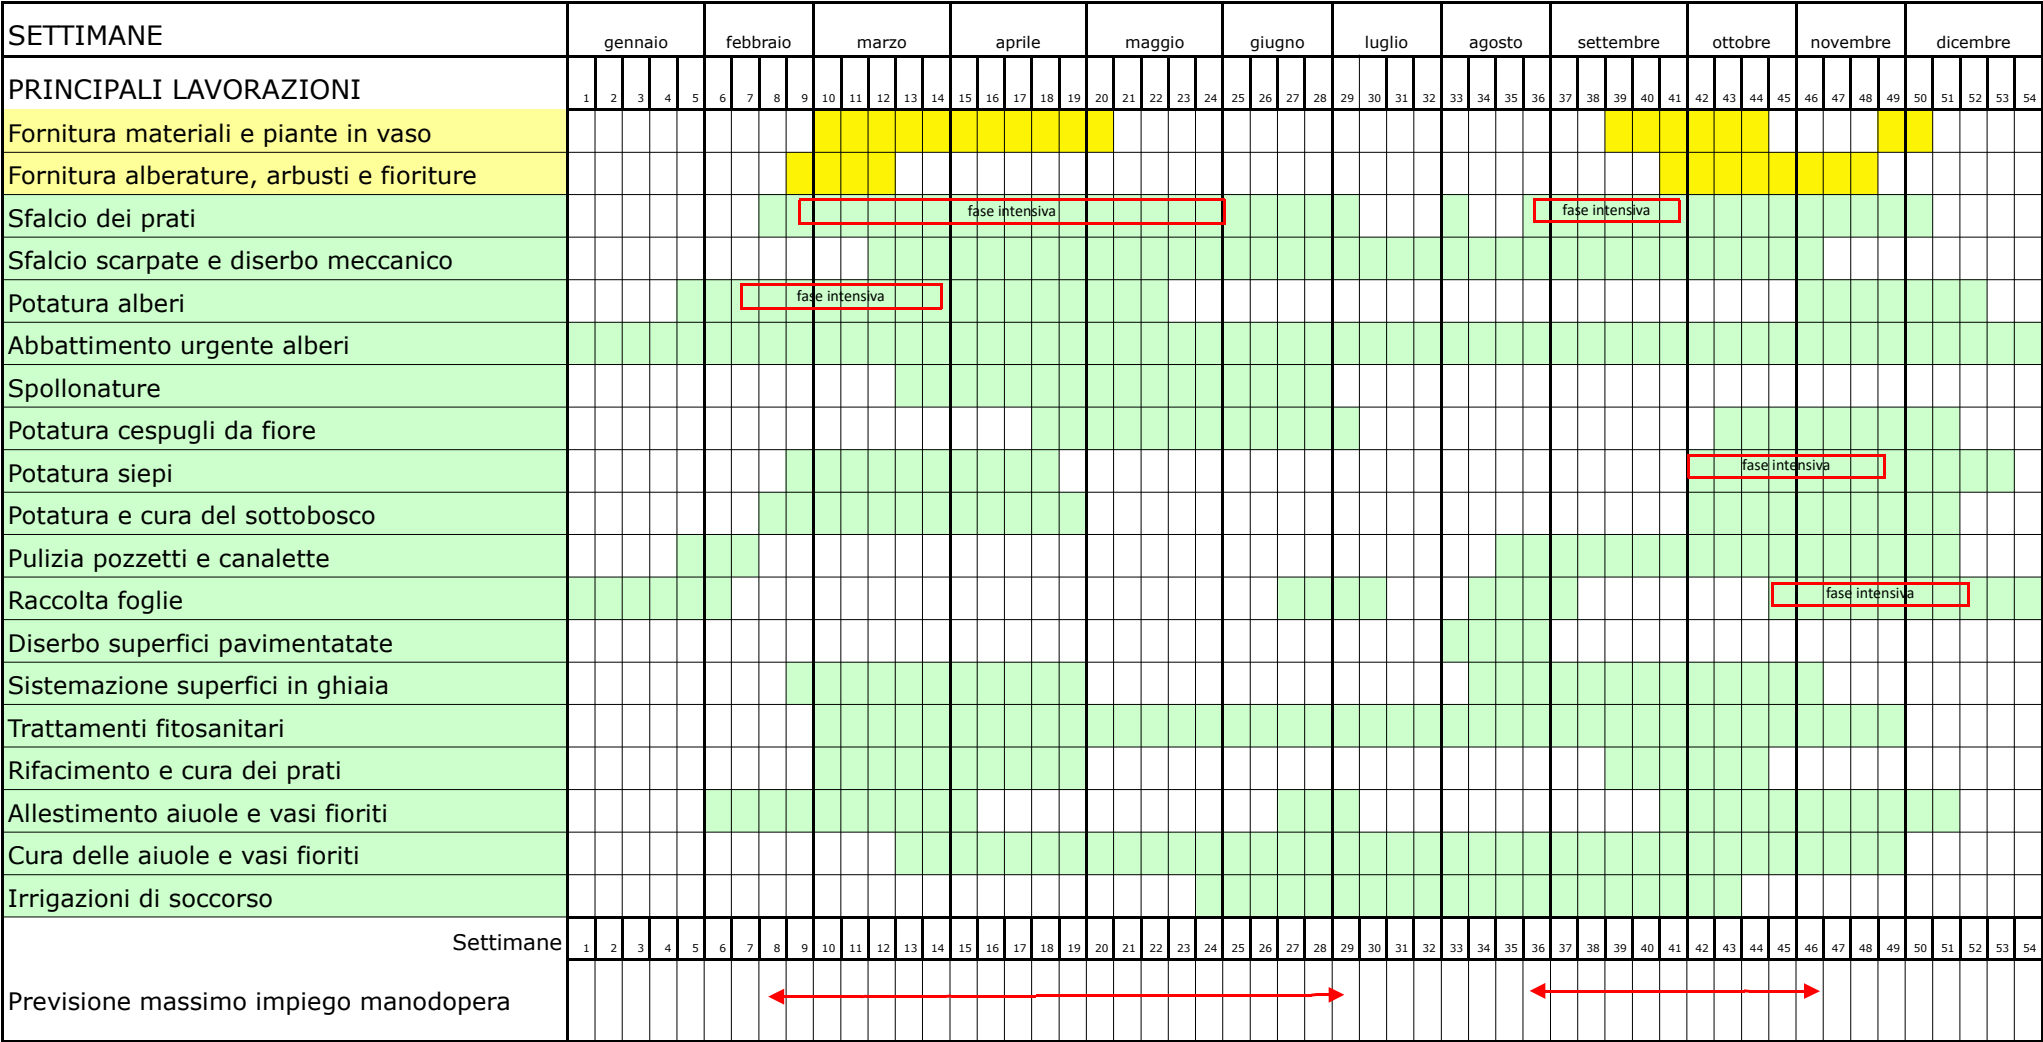 SETTIMANE gennaio febbraio marzo aprile maggio giugno luglio agosto settembre ottobre novembre dicembre
PRINCIPALI LAVORAZIONI 1 2 3 4 5 6 7 8 9 10 11 12 13 14 15 16 17 18 19 20 21 22 23 24 25 26 27 28 29 30 31 32 33 34 35 36 37 38 39 40 41 42 43 44 45 46 47 48 49 50 51 52 53 54
Fornitura materiali e piante in vaso
Fornitura alberature, arbusti e fioriture
Sfalcio dei prati fase intensiva fase intensiva
Sfalcio scarpate e diserbo meccanico
Potatura alberi fase intensiva
Abbattimento urgente alberi
Spollonature
Potatura cespugli da fiore
Potatura siepi fase intensiva
Potatura e cura del sottobosco
Pulizia pozzetti e canalette
Raccolta foglie fase intensiva
Diserbo superfici pavimentatate
Sistemazione superfici in ghiaia
Trattamenti fitosanitari
Rifacimento e cura dei prati
Allestimento aiuole e vasi fioriti
Cura delle aiuole e vasi fioriti
Irrigazioni di soccorso
Settimane 1 2 3 4 5 6 7 8 9 10 11 12 13 14 15 16 17 18 19 20 21 22 23 24 25 26 27 28 29 30 31 32 33 34 35 36 37 38 39 40 41 42 43 44 45 46 47 48 49 50 51 52 53 54
Previsione massimo impiego manodopera